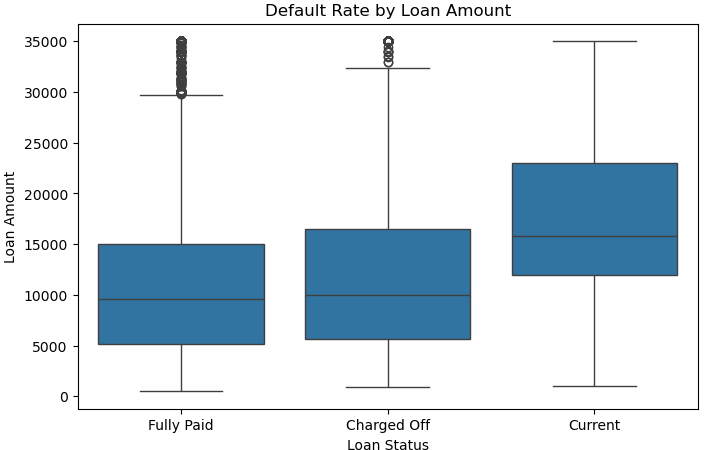 Default Rate by Loan Amount
Loan Amount
35000
30000
25000
20000
15000
10000
5000
0
Fully Paid
Charged Off
Current
Loan Status